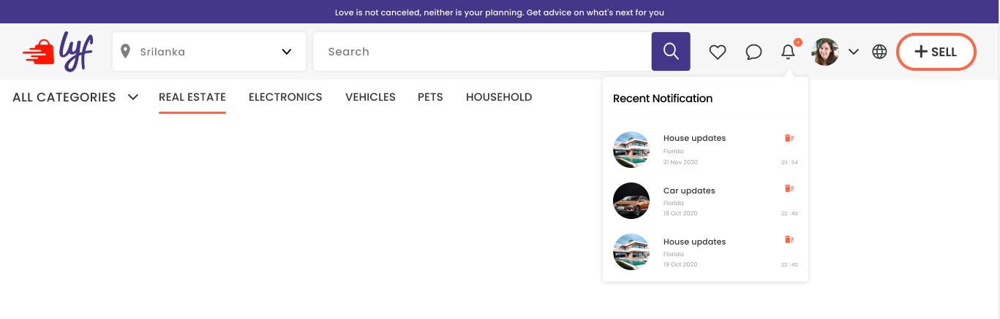 Love is not canceled, neither is your planning. Get advice on what's next for you
lyf
Srilanka
Search
4
SELL
ALL CATEGORIES
REAL ESTATE
ELECTRONICS
VEHICLES
PETS
HOUSEHOLD
Recent Notification
House updates
Florida
21 Nov 2020
23 : 54
Car updates
Florida
19 Oct 2020
22 : 40
House updates
Florida
19 Oct 2020
22 : 40